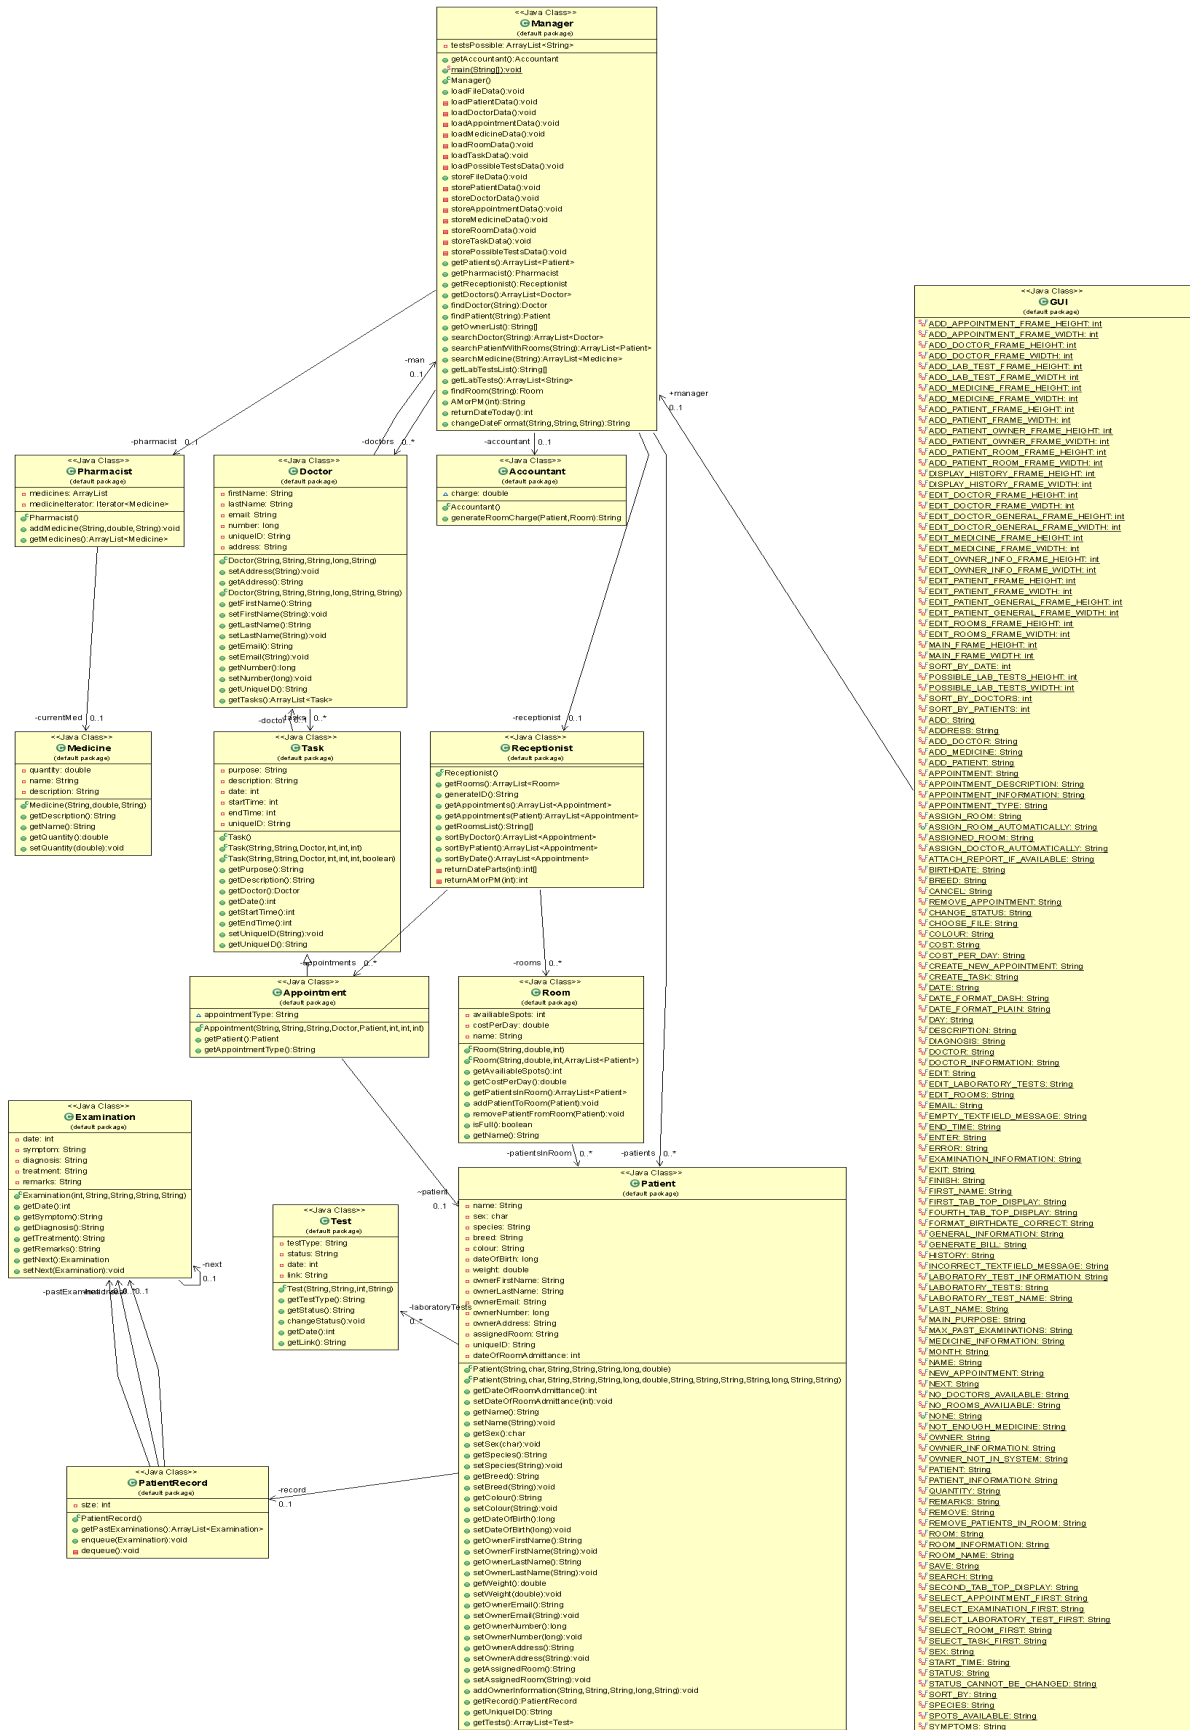 <<Java Class>>
Manager
(default package)
testsPossible: ArrayList<String>
getAccountant():Accountant
main(String[]):void
Manager()
loadFileData():void
loadPatientData():void
loadDoctorData():void
loadAppointmentData():void
loadMedicineData():void
loadRoomData():void
loadTaskData():void
loadPossibleTestsData():void
storeFileData():void
storePatientData():void
storeDoctorData():void
storeAppointmentData():void
storeMedicineData():void
storeRoomData():void
storeTaskData():void
storePossibleTestsData():void
getPatients():ArrayList<Patient>
getPharmacist():Pharmacist
getReceptionist():Receptionist
getDoctors():ArrayList<Doctor>
findDoctor(String):Doctor
findPatient(String):Patient
getOwnerList():String[]
searchDoctor(String):ArrayList<Doctor>
searchPatientWithRooms(String):ArrayList<Patient>
searchMedicine(String):ArrayList<Medicine>
getLabTestsList():String[]
getLabTests():ArrayList<String>
findRoom(String):Room
AMorPM(int):String
returnDateToday():int
changeDateFormat(String,String,String):String
-man
0..1
+manager
0..1
-pharmacist 0..1
-doctors 0..*
-accountant 0..1
<<Java Class>>
Pharmacist
(default package)
medicines: ArrayList
medicineIterator: Iterator<Medicine>
Pharmacist()
addMedicine(String,double,String):void
getMedicines():ArrayList<Medicine>
<<Java Class>>
Doctor
(default package)
firstName: String
lastName: String
email: String
number: long
uniqueID: String
address: String
Doctor(String,String,String,long,String)
setAddress(String):void
getAddress():String
Doctor(String,String,String,long,String,String)
getFirstName():String
setFirstName(String):void
getLastName():String
setLastName(String):void
getEmail():String
setEmail(String):void
getNumber():long
setNumber(long):void
getUniqueID():String
getTasks():ArrayList<Task>
<<Java Class>>
Accountant
(default package)
charge: double
Accountant()
generateRoomCharge(Patient,Room):String
-currentMed 0..1
-doctor 0..1
-tasks 0..*
-receptionist 0..1
<<Java Class>>
Medicine
(default package)
quantity: double
name: String
description: String
Medicine(String,double,String)
getDescription():String
getName():String
getQuantity():double
setQuantity(double):void
<<Java Class>>
Task
(default package)
purpose: String
description: String
date: int
startTime: int
endTime: int
uniqueID: String
Task()
Task(String,String,Doctor,int,int,int)
Task(String,String,Doctor,int,int,int,boolean)
getPurpose():String
getDescription():String
getDoctor():Doctor
getDate():int
getStartTime():int
getEndTime():int
setUniqueID(String):void
getUniqueID():String
<<Java Class>>
Receptionist
(default package)
Receptionist()
getRooms():ArrayList<Room>
generateID():String
getAppointments():ArrayList<Appointment>
getAppointments(Patient):ArrayList<Appointment>
getRoomsList():String[]
sortByDoctor():ArrayList<Appointment>
sortByPatient():ArrayList<Appointment>
sortByDate():ArrayList<Appointment>
returnDateParts(int):int[]
returnAMorPM(int):int
-appointments 0..*
-rooms 0..*
<<Java Class>>
Appointment
(default package)
appointmentType: String
Appointment(String,String,String,Doctor,Patient,int,int,int)
getPatient():Patient
getAppointmentType():String
<<Java Class>>
Room
(default package)
availiableSpots: int
costPerDay: double
name: String
Room(String,double,int)
Room(String,double,int,ArrayList<Patient>)
getAvailiableSpots():int
getCostPerDay():double
getPatientsInRoom():ArrayList<Patient>
addPatientToRoom(Patient):void
removePatientFromRoom(Patient):void
isFull():boolean
getName():String
-patientsInRoom 0..*
-patients 0..*
~patient
0..1
<<Java Class>>
Examination
(default package)
date: int
symptom: String
diagnosis: String
treatment: String
remarks: String
Examination(int,String,String,String,String)
getDate():int
getSymptom():String
getDiagnosis():String
getTreatment():String
getRemarks():String
getNext():Examination
setNext(Examination):void
-next
0..1
<<Java Class>>
Test
(default package)
testType: String
status: String
date: int
link: String
Test(String,String,int,String)
getTestType():String
getStatus():String
changeStatus():void
getDate():int
getLink():String
-laboratoryTests
0..*
<<Java Class>>
Patient
(default package)
name: String
sex: char
species: String
breed: String
colour: String
dateOfBirth: long
weight: double
ownerFirstName: String
ownerLastName: String
ownerEmail: String
ownerNumber: long
ownerAddress: String
assignedRoom: String
uniqueID: String
dateOfRoomAdmittance: int
Patient(String,char,String,String,String,long,double)
Patient(String,char,String,String,String,long,double,String,String,String,String,long,String,String)
getDateOfRoomAdmittance():int
setDateOfRoomAdmittance(int):void
getName():String
setName(String):void
getSex():char
setSex(char):void
getSpecies():String
setSpecies(String):void
getBreed():String
setBreed(String):void
getColour():String
setColour(String):void
getDateOfBirth():long
setDateOfBirth(long):void
getOwnerFirstName():String
setOwnerFirstName(String):void
getOwnerLastName():String
setOwnerLastName(String):void
getWeight():double
setWeight(double):void
getOwnerEmail():String
setOwnerEmail(String):void
getOwnerNumber():long
setOwnerNumber(long):void
getOwnerAddress():String
setOwnerAddress(String):void
getAssignedRoom():String
setAssignedRoom(String):void
addOwnerInformation(String,String,String,long,String):void
getRecord():PatientRecord
getUniqueID():String
getTests():ArrayList<Test>
-record
0..1
<<Java Class>>
PatientRecord
(default package)
size: int
PatientRecord()
getPastExaminations():ArrayList<Examination>
enqueue(Examination):void
dequeue():void
<<Java Class>>
GUI
(default package)
ADD_APPOINTMENT_FRAME_HEIGHT: int
ADD_APPOINTMENT_FRAME_WIDTH: int
ADD_DOCTOR_FRAME_HEIGHT: int
ADD_DOCTOR_FRAME_WIDTH: int
ADD_LAB_TEST_FRAME_HEIGHT: int
ADD_LAB_TEST_FRAME_WIDTH: int
ADD_MEDICINE_FRAME_HEIGHT: int
ADD_MEDICINE_FRAME_WIDTH: int
ADD_PATIENT_FRAME_HEIGHT: int
ADD_PATIENT_FRAME_WIDTH: int
ADD_PATIENT_OWNER_FRAME_HEIGHT: int
ADD_PATIENT_OWNER_FRAME_WIDTH: int
ADD_PATIENT_ROOM_FRAME_HEIGHT: int
ADD_PATIENT_ROOM_FRAME_WIDTH: int
DISPLAY_HISTORY_FRAME_HEIGHT: int
DISPLAY_HISTORY_FRAME_WIDTH: int
EDIT_DOCTOR_FRAME_HEIGHT: int
EDIT_DOCTOR_FRAME_WIDTH: int
EDIT_DOCTOR_GENERAL_FRAME_HEIGHT: int
EDIT_DOCTOR_GENERAL_FRAME_WIDTH: int
EDIT_MEDICINE_FRAME_HEIGHT: int
EDIT_MEDICINE_FRAME_WIDTH: int
EDIT_OWNER_INFO_FRAME_HEIGHT: int
EDIT_OWNER_INFO_FRAME_WIDTH: int
EDIT_PATIENT_FRAME_HEIGHT: int
EDIT_PATIENT_FRAME_WIDTH: int
EDIT_PATIENT_GENERAL_FRAME_HEIGHT: int
EDIT_PATIENT_GENERAL_FRAME_WIDTH: int
EDIT_ROOMS_FRAME_HEIGHT: int
EDIT_ROOMS_FRAME_WIDTH: int
MAIN_FRAME_HEIGHT: int
MAIN_FRAME_WIDTH: int
SORT_BY_DATE: int
POSSIBLE_LAB_TESTS_HEIGHT: int
POSSIBLE_LAB_TESTS_WIDTH: int
SORT_BY_DOCTORS: int
SORT_BY_PATIENTS: int
ADD: String
ADDRESS: String
ADD_DOCTOR: String
ADD_MEDICINE: String
ADD_PATIENT: String
APPOINTMENT: String
APPOINTMENT_DESCRIPTION: String
APPOINTMENT_INFORMATION: String
APPOINTMENT_TYPE: String
ASSIGN_ROOM: String
ASSIGN_ROOM_AUTOMATICALLY: String
ASSIGNED_ROOM: String
ASSIGN_DOCTOR_AUTOMATICALLY: String
ATTACH_REPORT_IF_AVAILABLE: String
BIRTHDATE: String
BREED: String
CANCEL: String
REMOVE_APPOINTMENT: String
CHANGE_STATUS: String
CHOOSE_FILE: String
COLOUR: String
COST: String
COST_PER_DAY: String
CREATE_NEW_APPOINTMENT: String
CREATE_TASK: String
DATE: String
DATE_FORMAT_DASH: String
DATE_FORMAT_PLAIN: String
DAY: String
DESCRIPTION: String
DIAGNOSIS: String
DOCTOR: String
DOCTOR_INFORMATION: String
EDIT: String
EDIT_LABORATORY_TESTS: String
EDIT_ROOMS: String
EMAIL: String
EMPTY_TEXTFIELD_MESSAGE: String
END_TIME: String
ENTER: String
ERROR: String
EXAMINATION_INFORMATION: String
EXIT: String
FINISH: String
FIRST_NAME: String
FIRST_TAB_TOP_DISPLAY: String
FOURTH_TAB_TOP_DISPLAY: String
FORMAT_BIRTHDATE_CORRECT: String
GENERAL_INFORMATION: String
GENERATE_BILL: String
HISTORY: String
INCORRECT_TEXTFIELD_MESSAGE: String
LABORATORY_TEST_INFORMATION: String
LABORATORY_TESTS: String
LABORATORY_TEST_NAME: String
LAST_NAME: String
MAIN_PURPOSE: String
MAX_PAST_EXAMINATIONS: String
MEDICINE_INFORMATION: String
MONTH: String
NAME: String
NEW_APPOINTMENT: String
NEXT: String
NO_DOCTORS_AVAILABLE: String
NO_ROOMS_AVAILIABLE: String
NONE: String
NOT_ENOUGH_MEDICINE: String
OWNER: String
OWNER_INFORMATION: String
OWNER_NOT_IN_SYSTEM: String
PATIENT: String
PATIENT_INFORMATION: String
QUANTITY: String
REMARKS: String
REMOVE: String
REMOVE_PATIENTS_IN_ROOM: String
ROOM: String
ROOM_INFORMATION: String
ROOM_NAME: String
SAVE: String
SEARCH: String
SECOND_TAB_TOP_DISPLAY: String
SELECT_APPOINTMENT_FIRST: String
SELECT_EXAMINATION_FIRST: String
SELECT_LABORATORY_TEST_FIRST: String
SELECT_ROOM_FIRST: String
SELECT_TASK_FIRST: String
SEX: String
START_TIME: String
STATUS: String
STATUS_CANNOT_BE_CHANGED: String
SORT_BY: String
SPECIES: String
SPOTS_AVAILABLE: String
SYMPTOMS: String